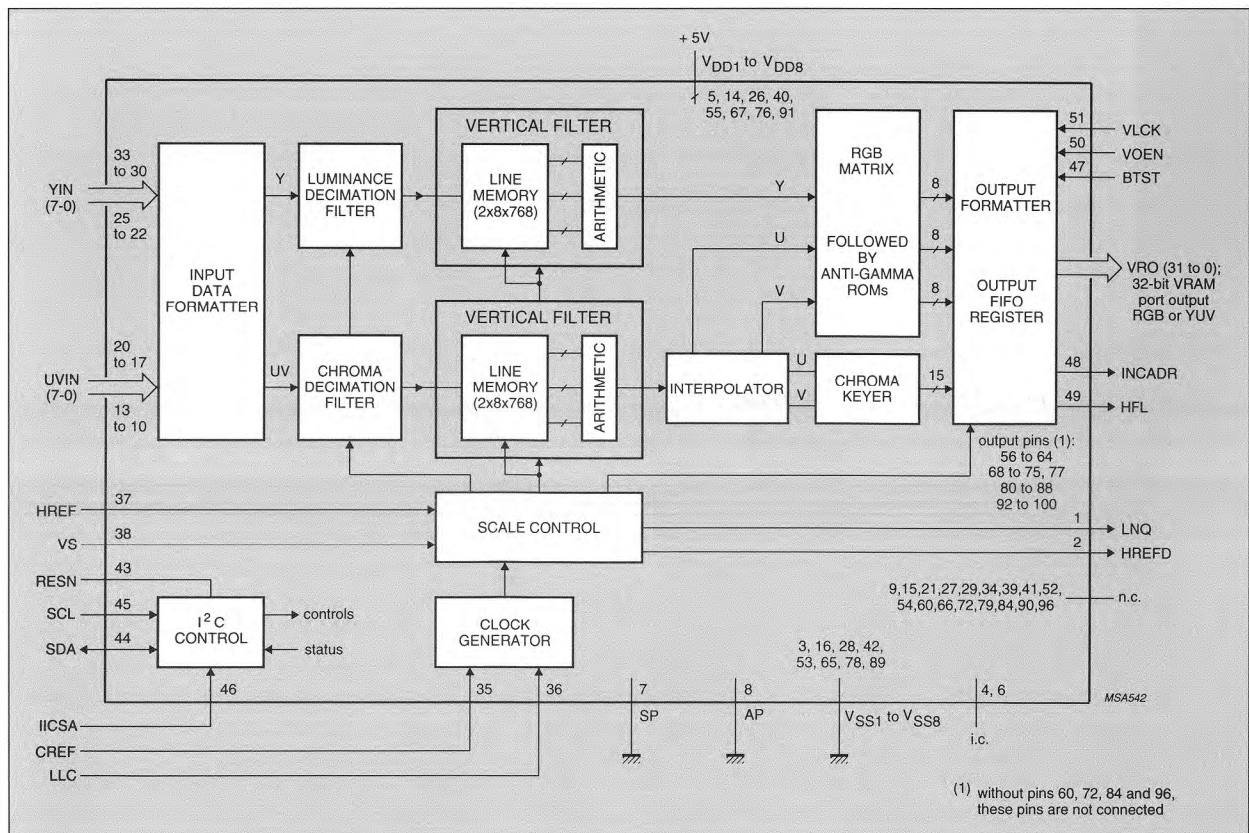 + 5V
V DD1 to V DD8
5, 14, 26, 40,
55, 67, 76, 91
33
to 30
YIN
(7-0)
25
to 22
20
to 17
UVIN
(7-0)
13
to 10
INPUT
DATA
FORMATTER
Y
UV
LUMINANCE
DECIMATION
FILTER
CHROMA
DECIMATION
FILTER
VERTICAL FILTER
LINE
MEMORY
(2x8x768)
ARITHMETIC
VERTICAL FILTER
LINE
MEMORY
(2x8x768)
ARITHMETIC
INTERPOLATOR
Y
U
V
U
V
RGB
MATRIX
FOLLOWED
BY
ANTI-GAMMA
ROMs
CHROMA
KEYER
8
8
8
15
OUTPUT
FORMATTER
OUTPUT
FIFO
REGISTER
51
VLCK
50
VOEN
47
BTST
VRO (31 to 0);
32-bit VRAM
port output
RGB or YUV
48
INCADR
49
HFL
output pins (1):
56 to 64
68 to 75, 77
80 to 88
92 to 100
HREF
37
VS
38
SCALE CONTROL
1
LNQ
2
HREFD
RESN
43
SCL
45
SDA
44
I²C
CONTROL
controls
status
CLOCK
GENERATOR
9,15,21,27,29,34,39,41,52,
54,60,66,72,79,84,90,96
n.c.
3, 16, 28, 42,
53, 65, 78, 89
46
35
36
7
8
4, 6
MSA542
SP
AP
V SS1 to V SS8
i.c.
IICSA
CREF
LLC
(1) without pins 60, 72, 84 and 96,
these pins are not connected